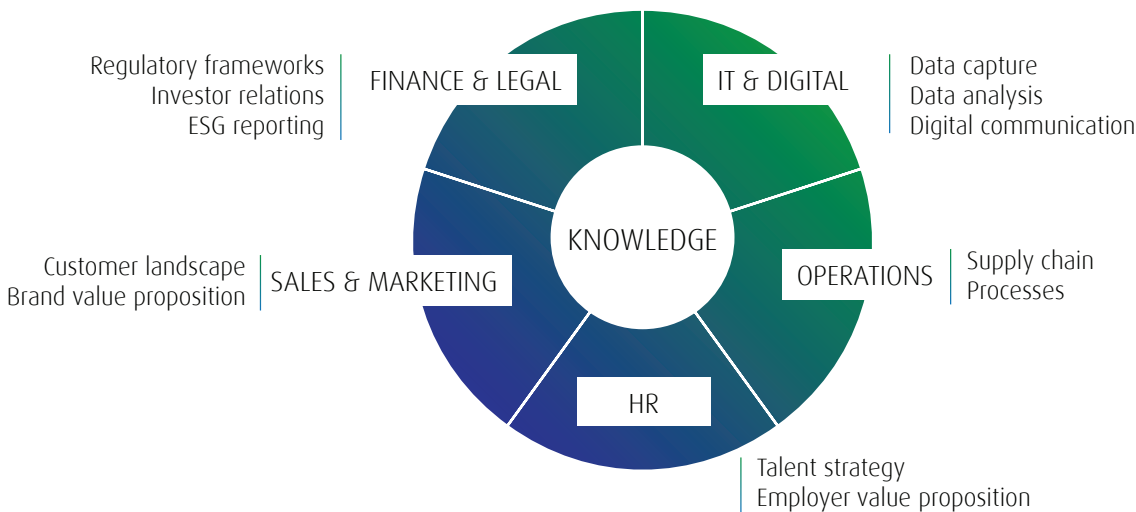 Regulatory frameworks
Investor relations
ESG reporting
FINANCE & LEGAL
IT & DIGITAL
Data capture
Data analysis
Digital communication
KNOWLEDGE
Customer landscape
Brand value proposition
SALES & MARKETING
OPERATIONS
Supply chain
Processes
HR
Talent strategy
Employer value proposition